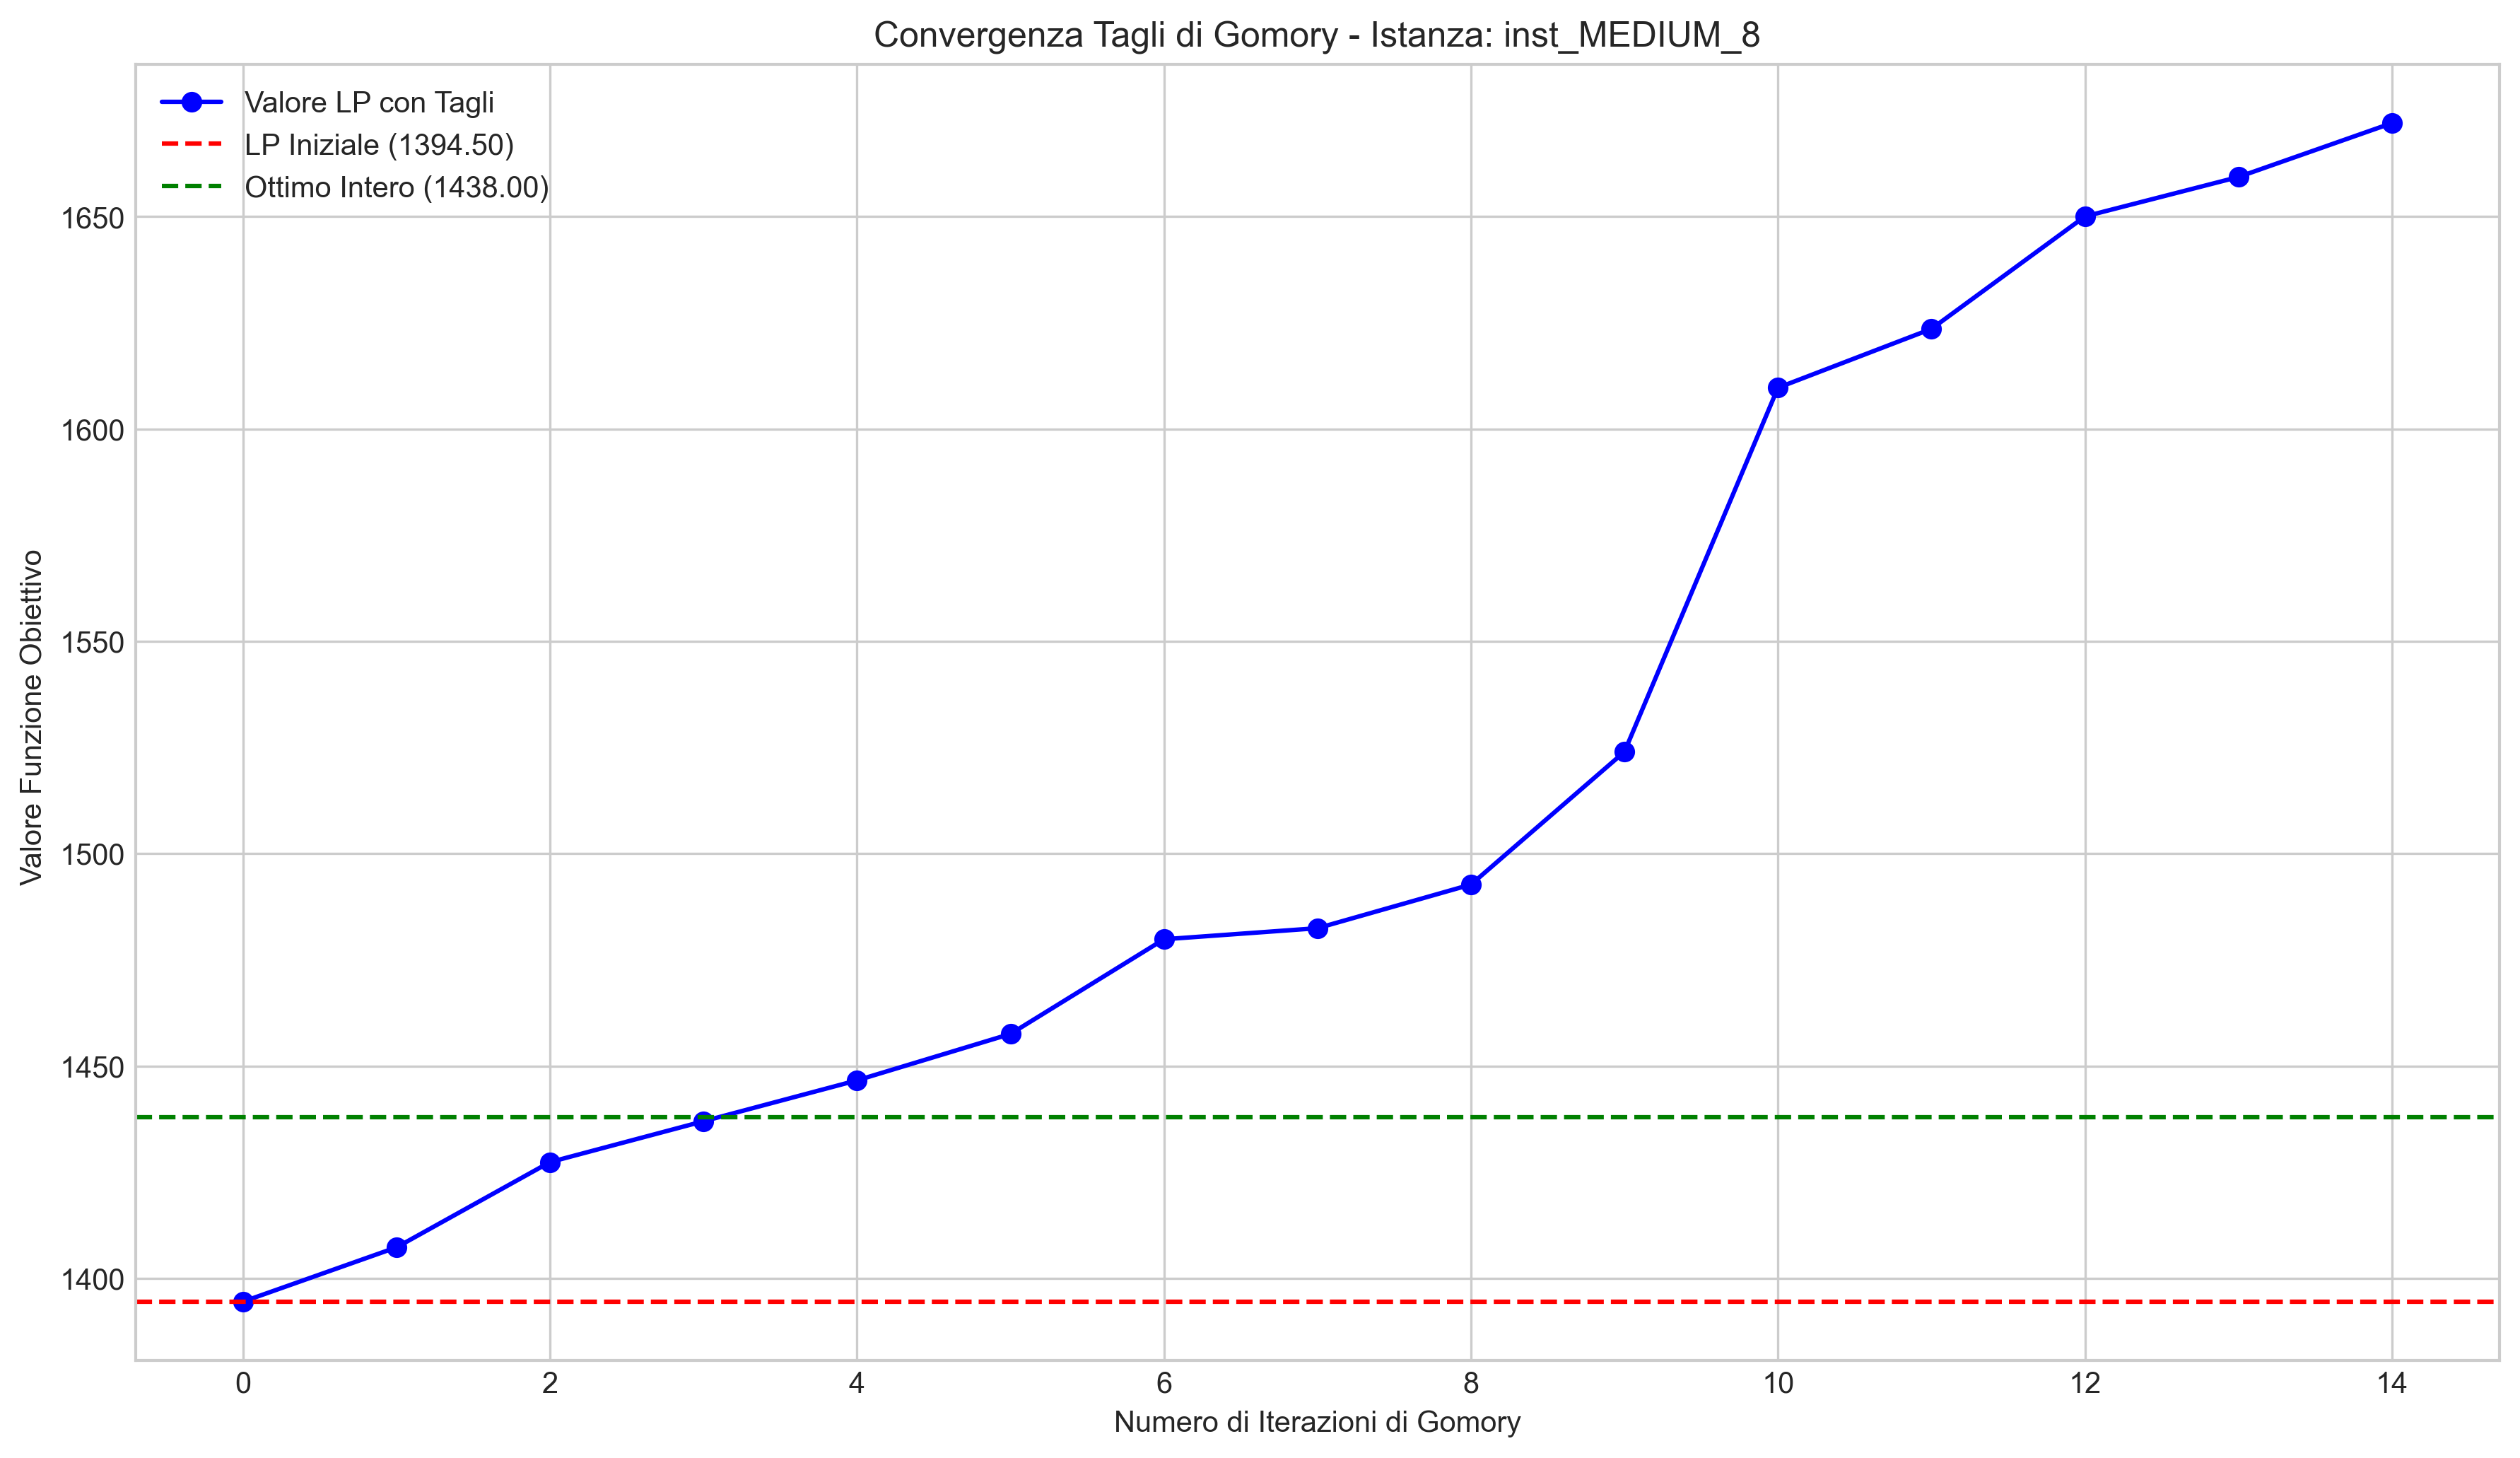 Convergenza Tagli di Gomory - Istanza: inst_MEDIUM_8
Valore LP con Tagli
LP Iniziale (1394.50)
Ottimo Intero (1438.00)
Valore Funzione Obiettivo
1650
1600
1550
1500
1450
1400
0 2 4 6 8 10 12 14
Numero di Iterazioni di Gomory